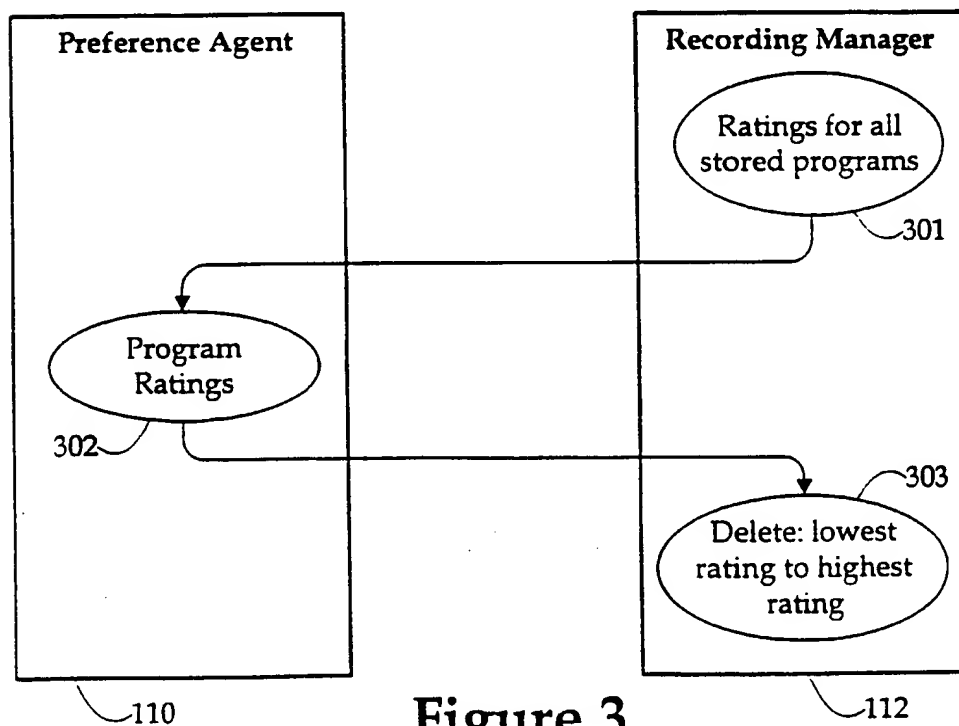 Preference Agent
Recording Manager
Ratings for all
stored programs
301
Program
Ratings
302
303
Delete: lowest
rating to highest
rating
110
112
Figure 3